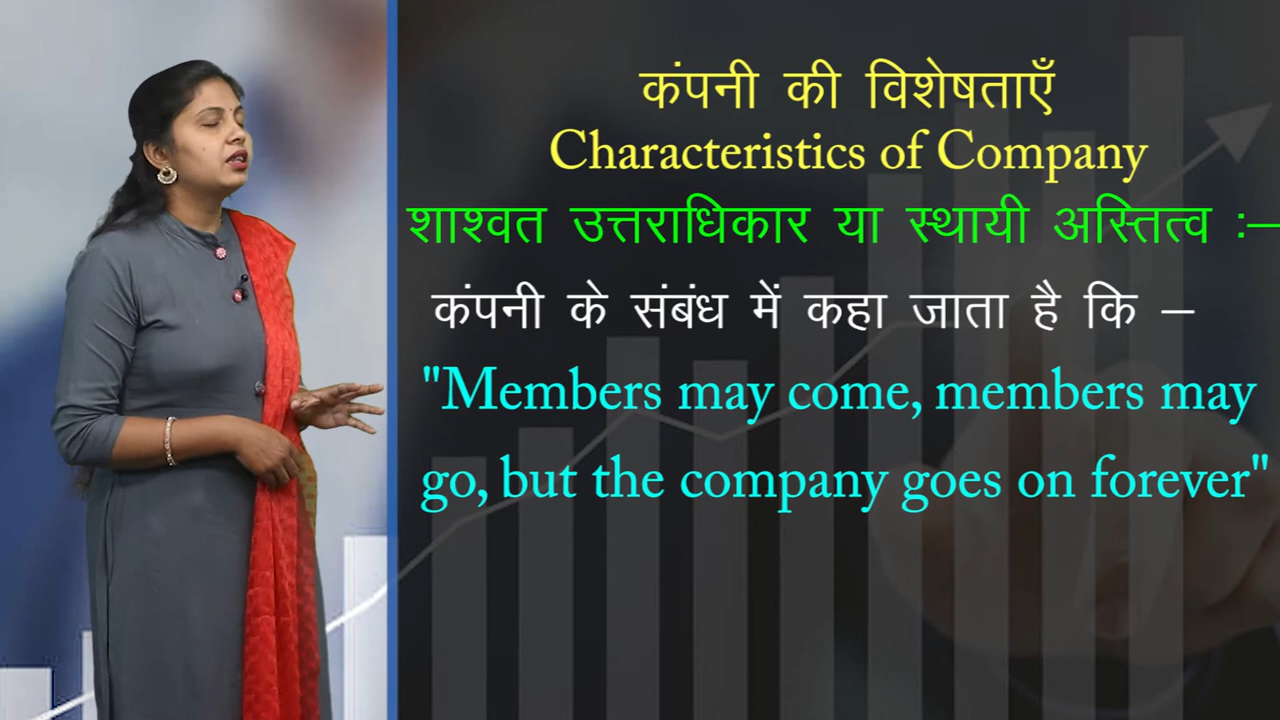 कंपनी की विशेषताएँ
Characteristics of Company
शाश्वत उत्तराधिकार या स्थायी अस्तित्व :–
कंपनी के संबंध में कहा जाता है कि –
"Members may come, members may
go, but the company goes on forever"